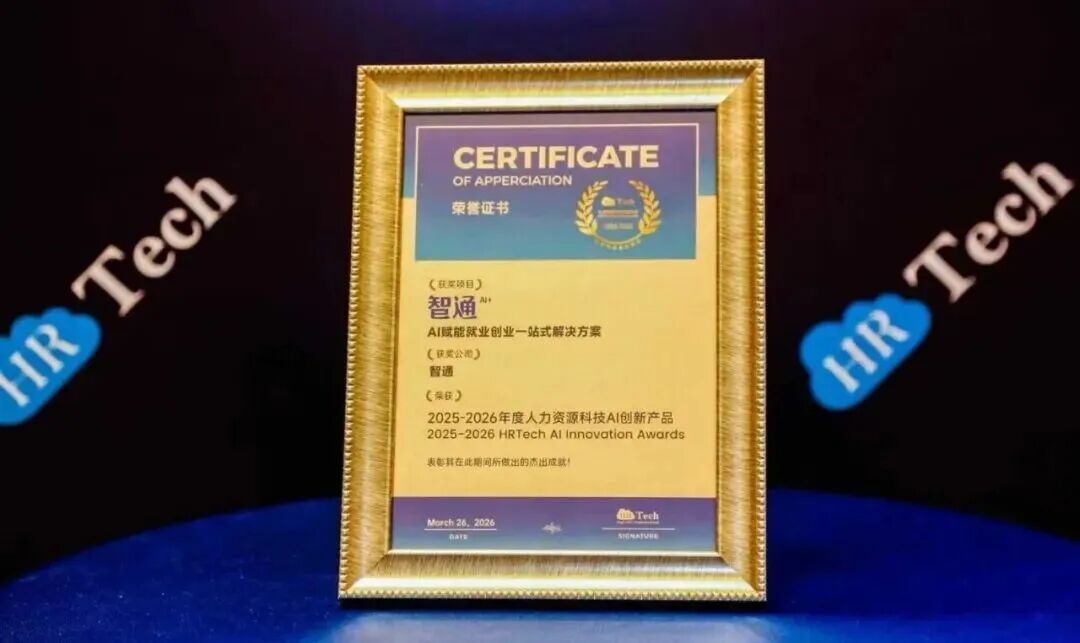 HR Tech
HR Tech
CERTIFICATE
OF APPERCIATION
荣誉证书
Tech
(获奖项目)
智通 AI+
AI赋能就业创业一站式解决方案
(获奖公司)
智通
(荣获)
2025-2026年度人力资源科技AI创新产品
2025-2026 HRTech AI Innovation Awards
表彰其在此期间所做出的杰出成就!
March 26, 2026
DATE
HR Tech
SIGNATURE